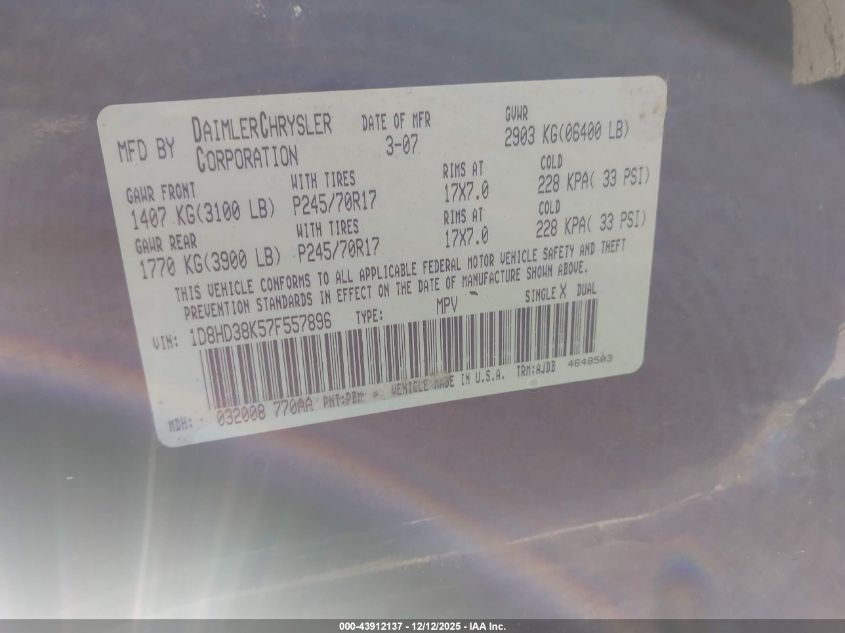 MFD BY DAIMLERCHRYSLER CORPORATION
DATE OF MFR 3-07
GVWR 2903 KG(06400 LB)
GAWR FRONT WITH TIRES RIMS AT COLD
1407 KG(3100 LB) P245/70R17 17X7.0 228 KPA( 33 PSI)
GAWR REAR WITH TIRES RIMS AT COLD
1770 KG(3900 LB) P245/70R17 17X7.0 228 KPA( 33 PSI)
THIS VEHICLE CONFORMS TO ALL APPLICABLE FEDERAL MOTOR VEHICLE SAFETY AND THEFT
PREVENTION STANDARDS IN EFFECT ON THE DATE OF MANUFACTURE SHOWN ABOVE.
VIN: 1D8HD38K57F557896 TYPE: MPV SINGLE X DUAL
MDH: 032008 770AA PNT:PBM VEHICLE MADE IN U.S.A. TRM:AJDB 4648503
000-43912137 - 12/12/2025 - IAA Inc.